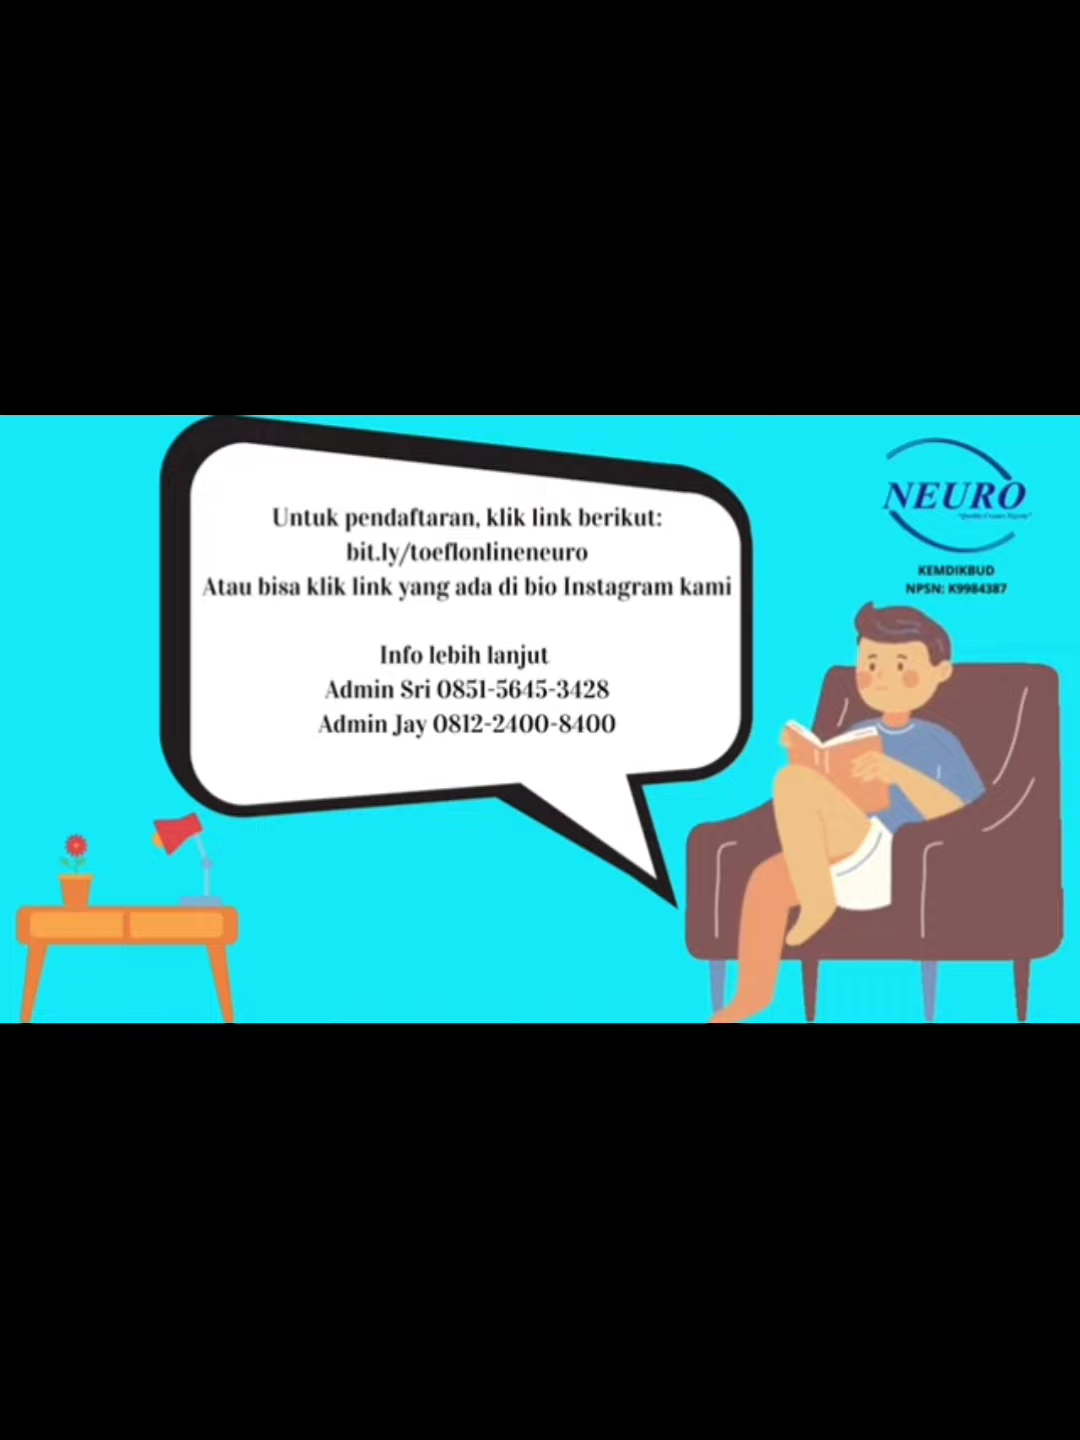 Untuk pendaftaran, klik link berikut:
bit.ly/toeflonlineneuro
Atau bisa klik link yang ada di bio Instagram kami
Info lebih lanjut
Admin Sri 0851-5645-3428
Admin Jay 0812-2400-8400
NEURO
KEMDIKBUD
NPSN: K9984387